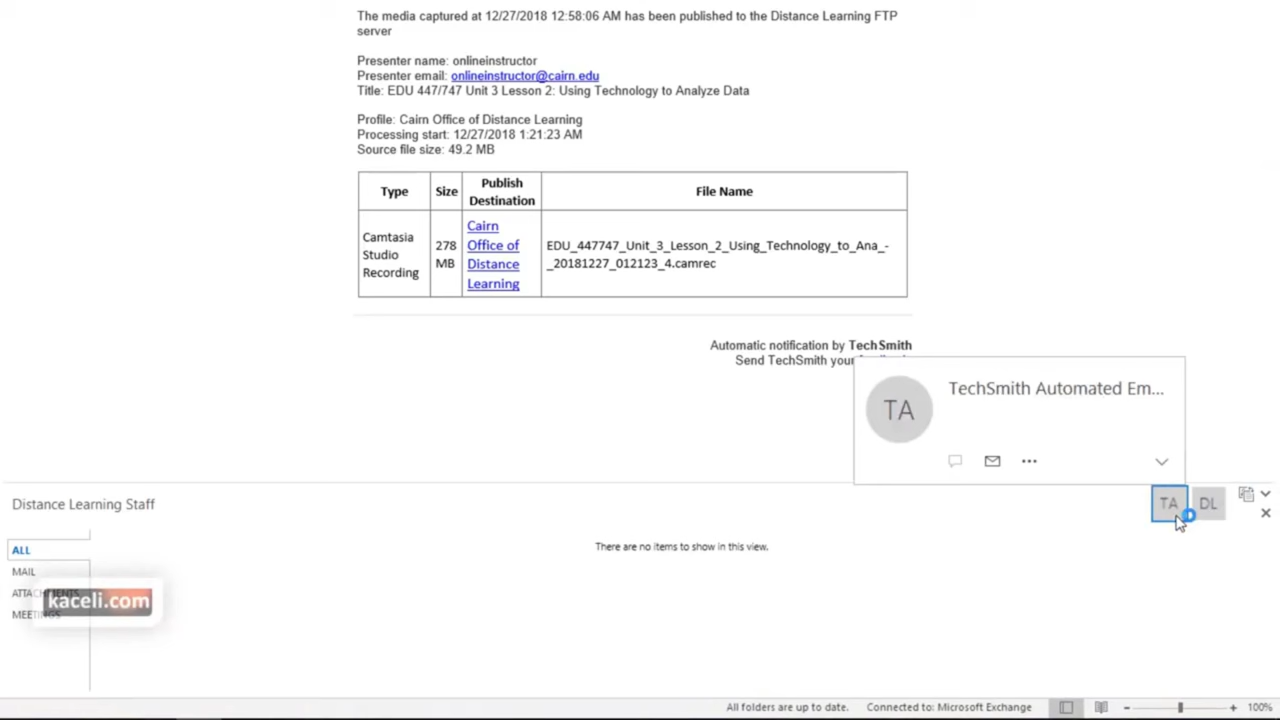 The media captured at 12/27/2018 12:58:06 AM has been published to the Distance Learning FTP
server
Presenter name: onlineinstructor
Presenter email: onlineinstructor@cairn.edu
Title: EDU 447/747 Unit 3 Lesson 2: Using Technology to Analyze Data
Profile: Cairn Office of Distance Learning
Processing start: 12/27/2018 1:21:23 AM
Source file size: 49.2 MB
Type Size Publish Destination File Name
Camtasia Studio Recording
278 MB
Cairn Office of Distance Learning
EDU_447747_Unit_3_Lesson_2_Using_Technology_to_Ana_-
_20181227_012123_4.camrec
Automatic notification by TechSmith
Send TechSmith your
TA
TechSmith Automated Em...
Distance Learning Staff
TA DL
ALL
There are no items to show in this view.
MAIL
ATTACHMENTS
kaceli.com
MEETINGS
All folders are up to date. Connected to: Microsoft Exchange 100%